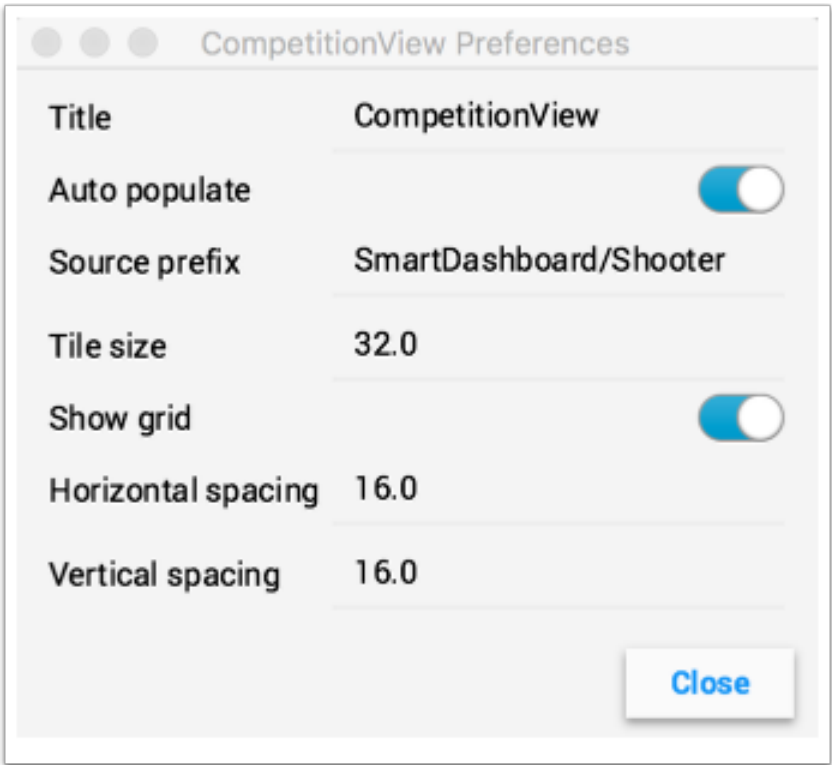 CompetitionView Preferences
Title CompetitionView
Auto populate
Source prefix SmartDashboard/Shooter
Tile size 32.0
Show grid
Horizontal spacing 16.0
Vertical spacing 16.0
Close